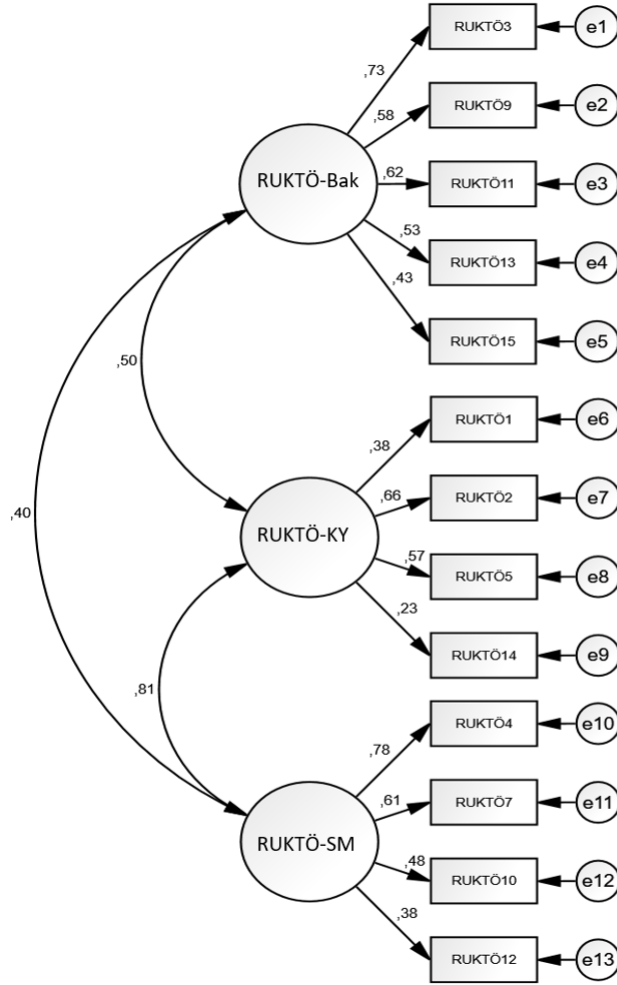 RUKTÖ3
e1
,73
RUKTÖ9
e2
,58
RUKTÖ-Bak
,62
RUKTÖ11
e3
,53
RUKTÖ13
e4
,43
RUKTÖ15
e5
,50
RUKTÖ1
e6
,38
RUKTÖ2
e7
,66
,40
RUKTÖ-KY
,57
RUKTÖ5
e8
,23
RUKTÖ14
e9
,81
RUKTÖ4
e10
,78
RUKTÖ7
e11
,61
RUKTÖ-SM
,48
RUKTÖ10
e12
,38
RUKTÖ12
e13